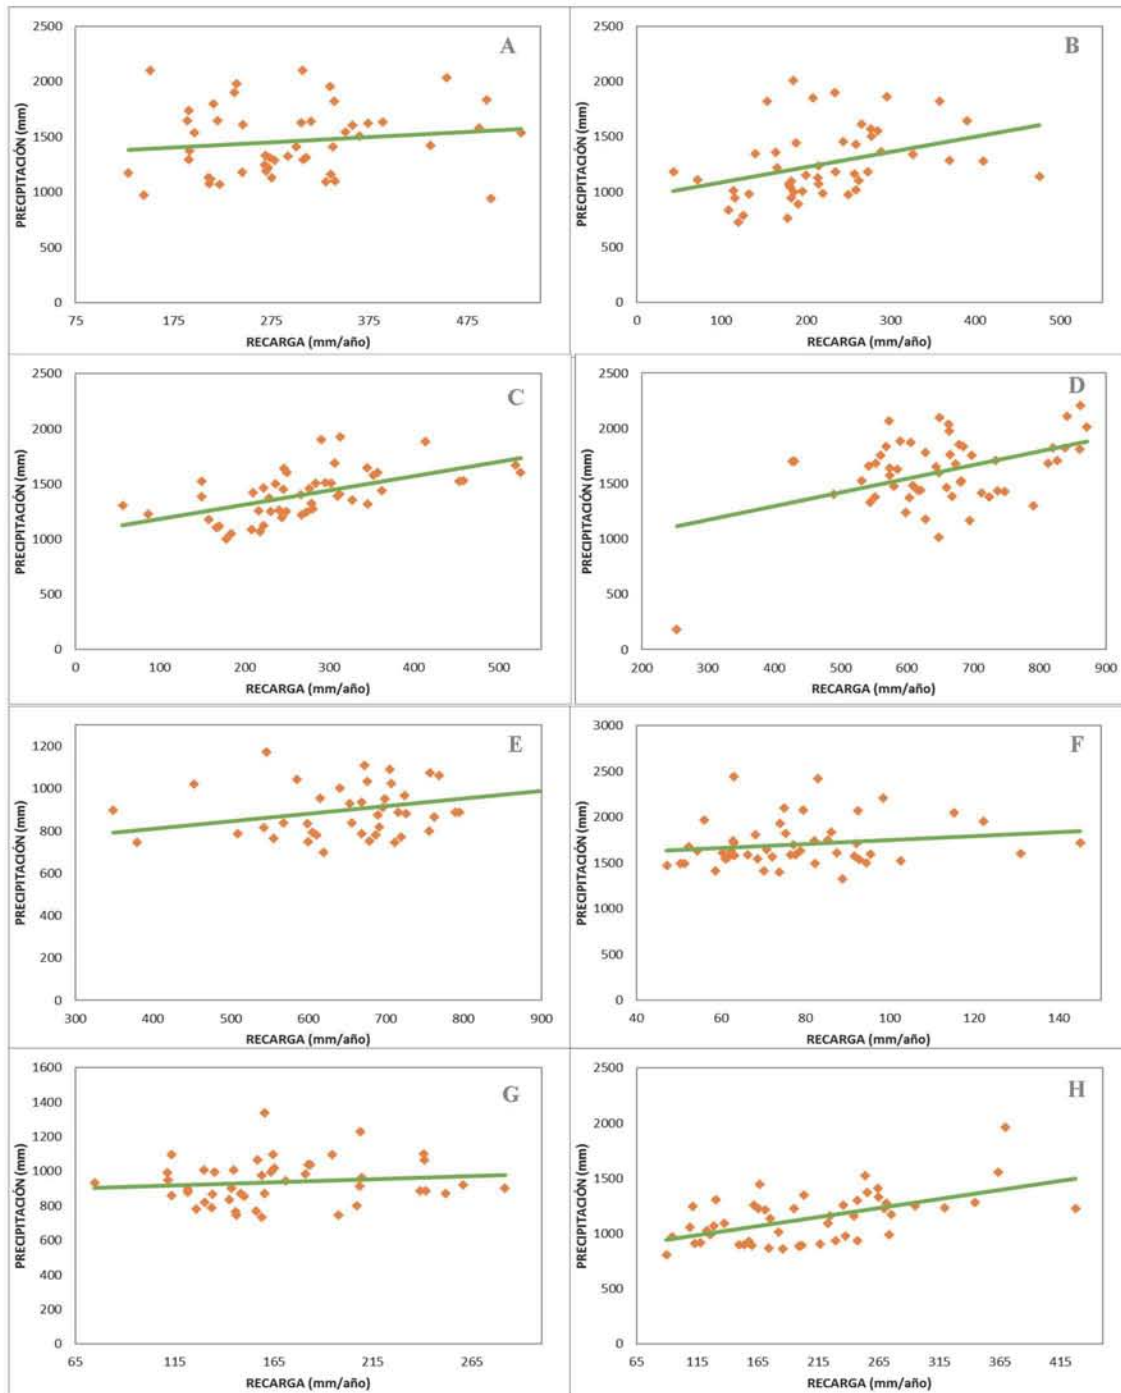 A
PRECIPITACIÓN (mm)
2500
2000
1500
1000
500
0
75 175 275 375 475
RECARGA (mm/año)
B
PRECIPITACIÓN (mm)
2500
2000
1500
1000
500
0
0 100 200 300 400 500
RECARGA (mm/año)
C
PRECIPITACIÓN (mm)
2500
2000
1500
1000
500
0
0 100 200 300 400 500
RECARGA (mm/año)
D
PRECIPITACIÓN (mm)
2500
2000
1500
1000
500
0
200 300 400 500 600 700 800 900
RECARGA (mm/año)
E
PRECIPITACIÓN (mm)
1200
1000
800
600
400
200
0
300 400 500 600 700 800 900
RECARGA (mm/año)
F
PRECIPITACIÓN (mm)
3000
2500
2000
1500
1000
500
0
40 60 80 100 120 140
RECARGA (mm/año)
G
PRECIPITACIÓN (mm)
1600
1400
1200
1000
800
600
400
200
0
65 115 165 215 265
RECARGA (mm/año)
H
PRECIPITACIÓN (mm)
2500
2000
1500
1000
500
0
65 115 165 215 265 315 365 415
RECARGA (mm/año)